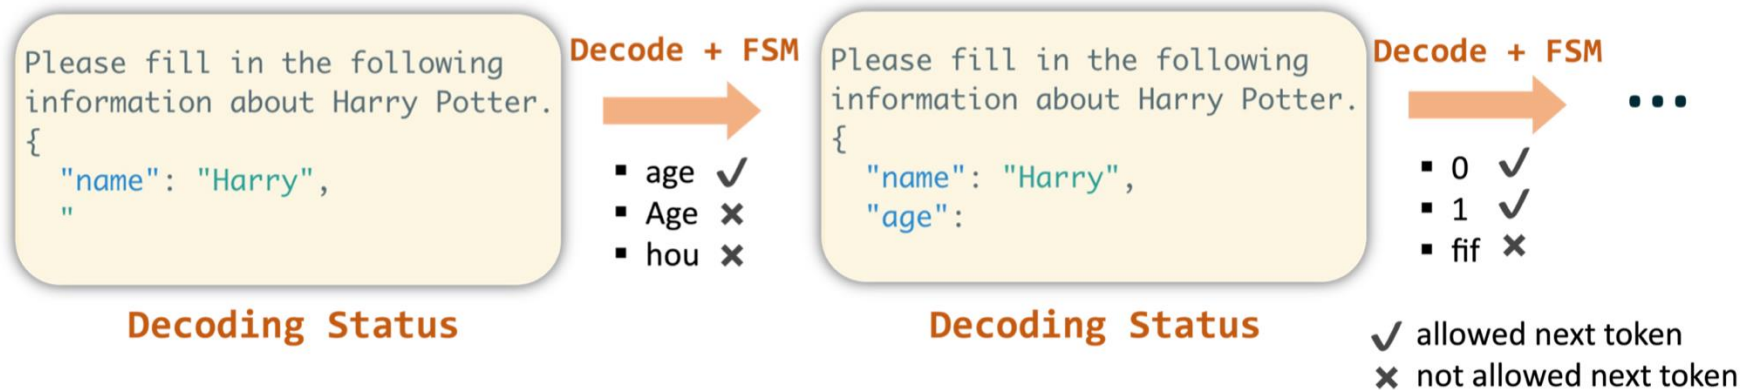 Please fill in the following
information about Harry Potter.
{
"name": "Harry",
"
Decoding Status
Decode + FSM
age ✓
Age ✗
hou ✗
Please fill in the following
information about Harry Potter.
{
"name": "Harry",
"age":
Decoding Status
Decode + FSM
0 ✓
1 ✓
fif ✗
...
✓ allowed next token
✗ not allowed next token